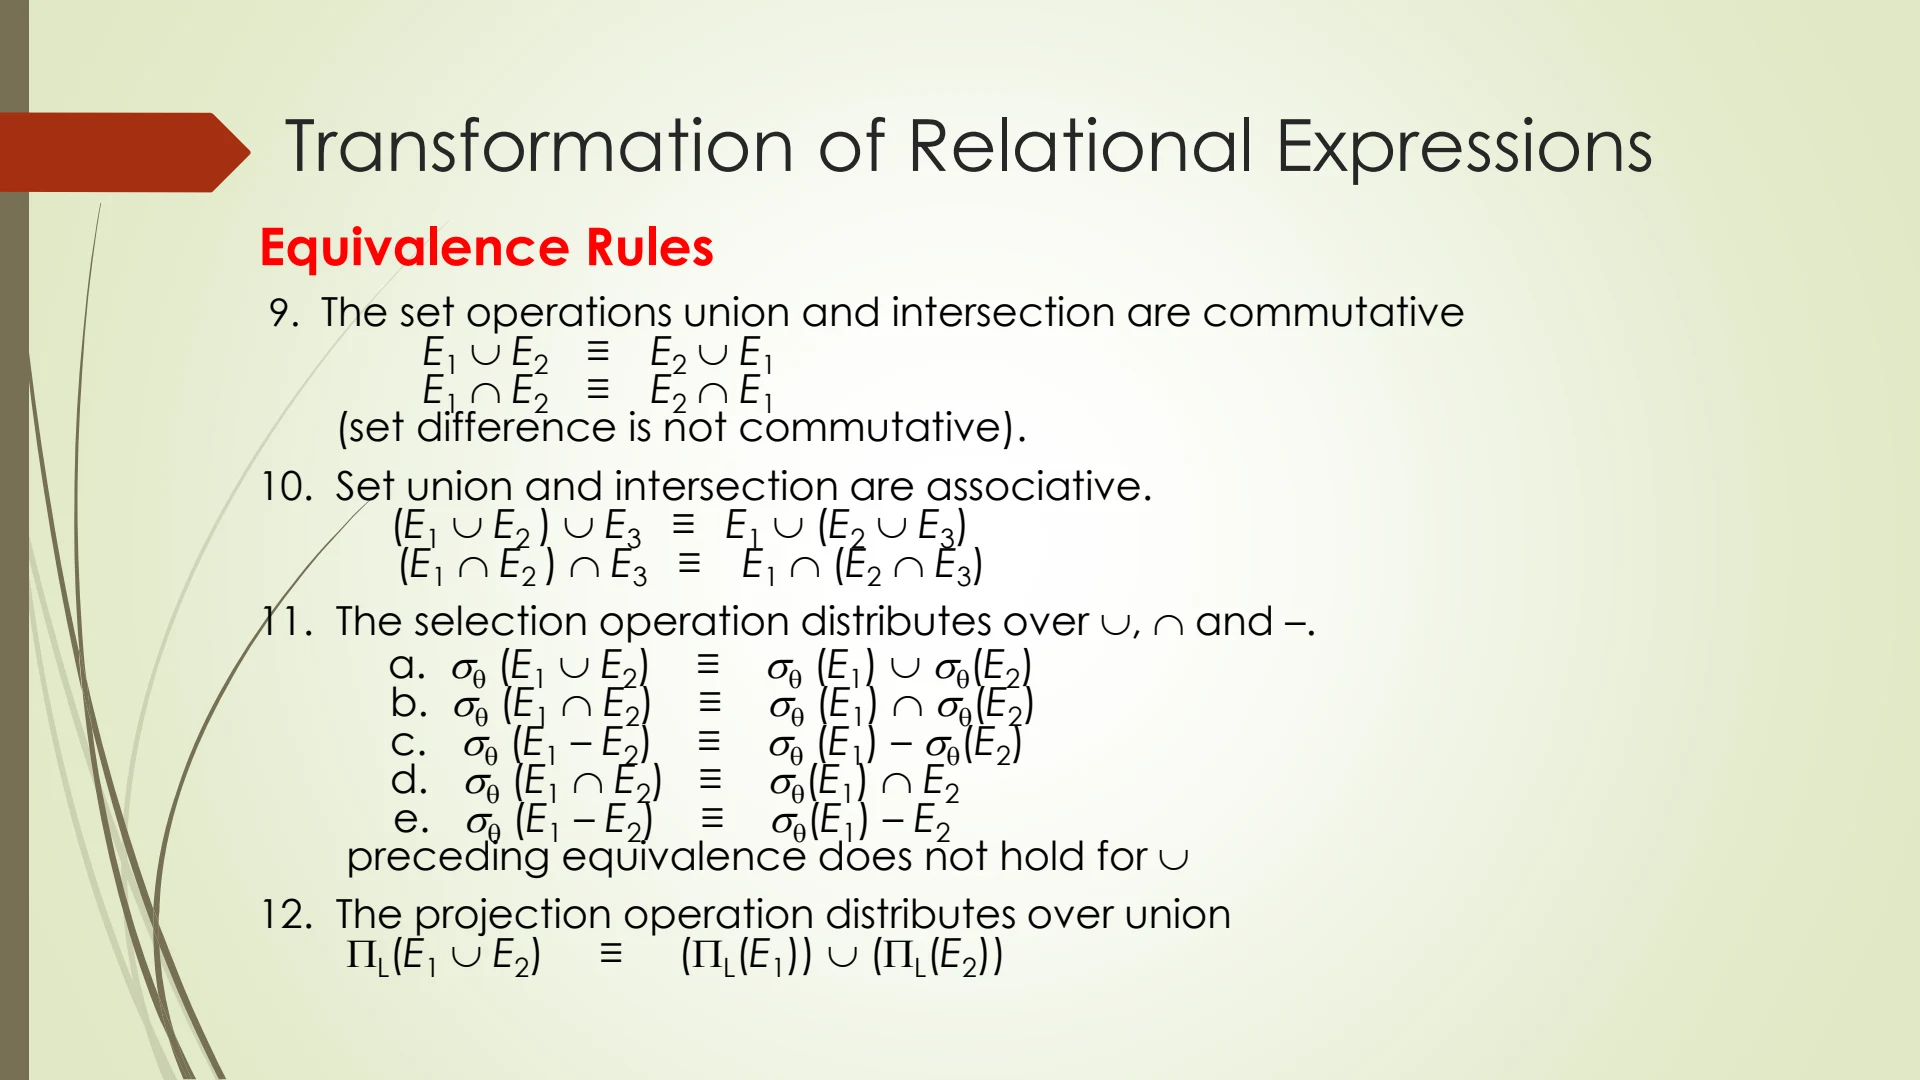 Transformation of Relational Expressions
Equivalence Rules
9. The set operations union and intersection are commutative
E₁ ∪ E₂ ≡ E₂ ∪ E₁
E₁ ∩ E₂ ≡ E₂ ∩ E₁
(set difference is not commutative).
10. Set union and intersection are associative.
(E₁ ∪ E₂ ) ∪ E₃ ≡ E₁ ∪ (E₂ ∪ E₃)
(E₁ ∩ E₂ ) ∩ E₃ ≡ E₁ ∩ (E₂ ∩ E₃)
11. The selection operation distributes over ∪, ∩ and –.
a. σθ (E₁ ∪ E₂) ≡ σθ (E₁) ∪ σθ(E₂)
b. σθ (E₁ ∩ E₂) ≡ σθ (E₁) ∩ σθ(E₂)
c. σθ (E₁ – E₂) ≡ σθ (E₁) – σθ(E₂)
d. σθ (E₁ ∩ E₂) ≡ σθ(E₁) ∩ E₂
e. σθ (E₁ – E₂) ≡ σθ(E₁) – E₂
preceding equivalence does not hold for ∪
12. The projection operation distributes over union
ΠL(E₁ ∪ E₂) ≡ (ΠL(E₁)) ∪ (ΠL(E₂))